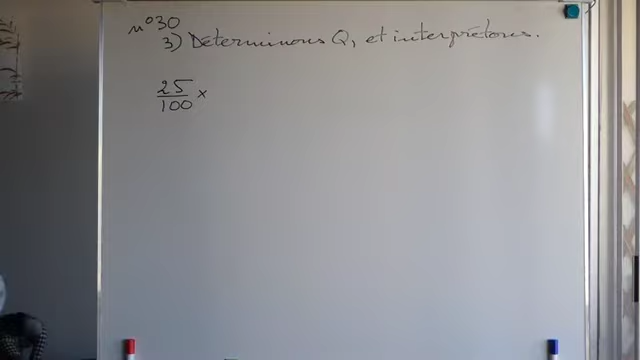 n°30
3) Déterminons Q₁ et interprétons.
25
100 ×